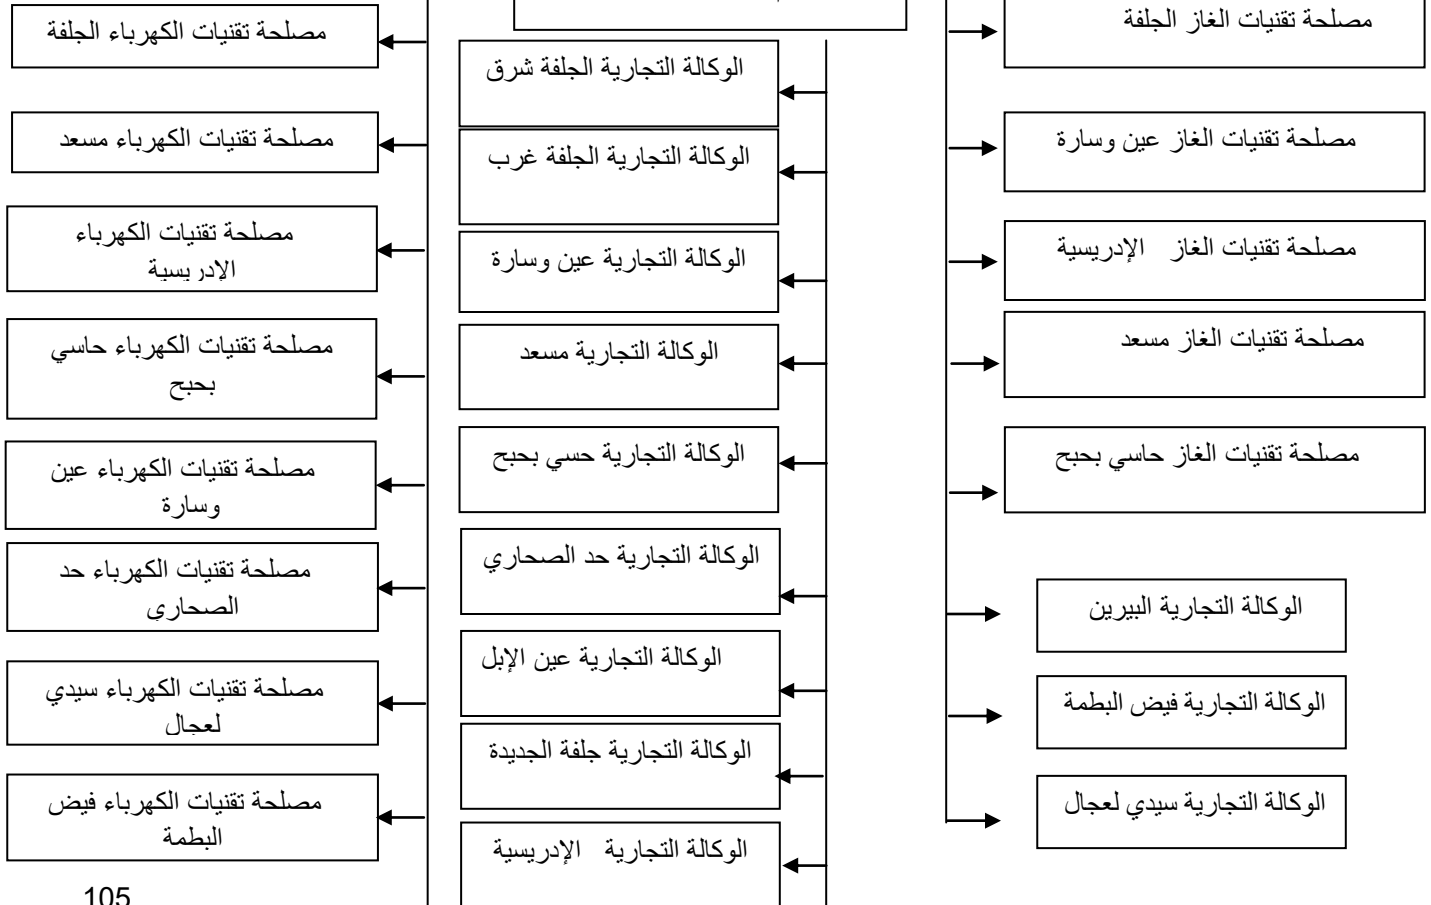 مصلحة تقنيات الغاز الجلفة
مصلحة تقنيات الغاز عين وسارة
مصلحة تقنيات الغاز الإدريسية
مصلحة تقنيات الغاز مسعد
مصلحة تقنيات الغاز حاسي بحبح
الوكالة التجارية البيرين
الوكالة التجارية فيض البطمة
الوكالة التجارية سيدي لعجال
الوكالة التجارية الجلفة شرق
الوكالة التجارية الجلفة غرب
الوكالة التجارية عين وسارة
الوكالة التجارية مسعد
الوكالة التجارية حسي بحبح
الوكالة التجارية حد الصحاري
الوكالة التجارية عين الإبل
الوكالة التجارية جلفة الجديدة
الوكالة التجارية الإدريسية
مصلحة تقنيات الكهرباء الجلفة
مصلحة تقنيات الكهرباء مسعد
مصلحة تقنيات الكهرباء
الإدريسية
مصلحة تقنيات الكهرباء حاسي
بحبح
مصلحة تقنيات الكهرباء عين
وسارة
مصلحة تقنيات الكهرباء حد
الصحاري
مصلحة تقنيات الكهرباء سيدي
لعجال
مصلحة تقنيات الكهرباء فيض
البطمة
105